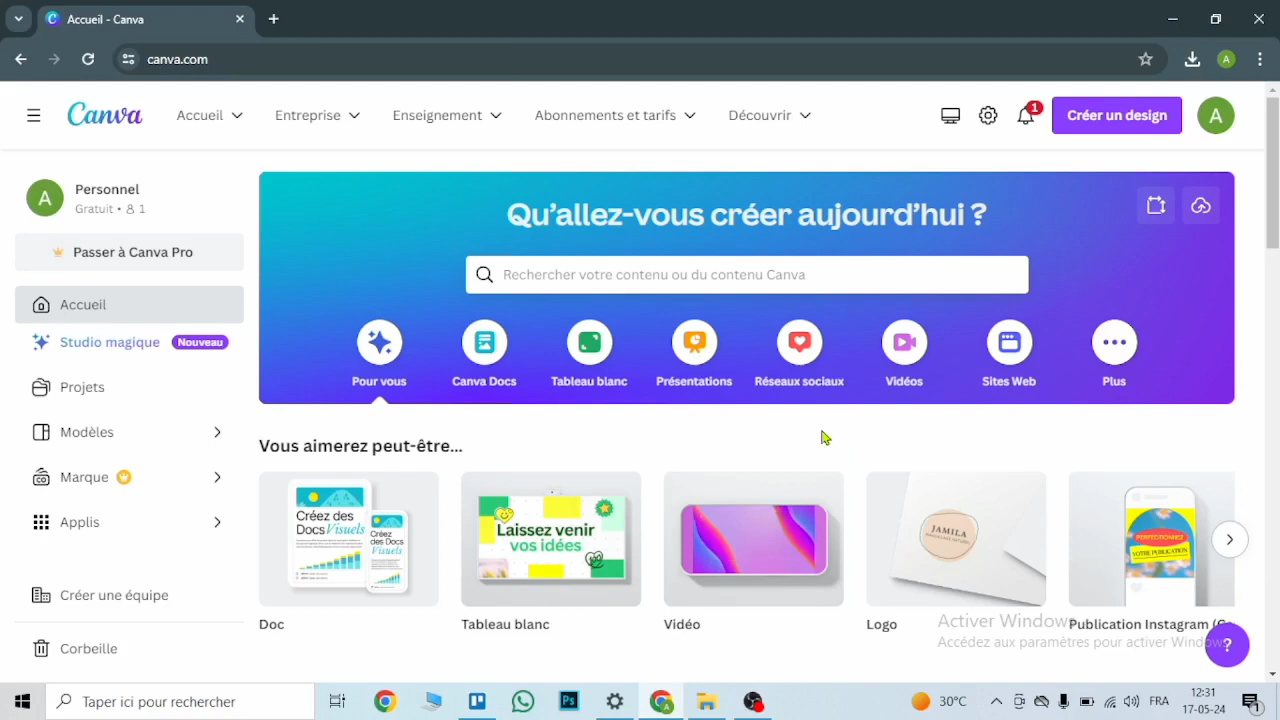 Accueil - Canva
canva.com
A
Canva
Accueil
Entreprise
Enseignement
Abonnements et tarifs
Découvrir
1
Créer un design
A
A
Personnel
Gratuit • 1
Passer à Canva Pro
Accueil
Studio magique
Nouveau
Projets
Modèles
Marque
Applis
Créer une équipe
Corbeille
Qu'allez-vous créer aujourd'hui ?
Rechercher votre contenu ou du contenu Canva
Pour vous
Canva Docs
Tableau blanc
Présentations
Réseaux sociaux
Vidéos
Sites Web
Plus
Vous aimerez peut-être...
Créez des
Docs
Visuels
Créez des
Docs
Visuels
Laissez venir
vos idées
JAMILA
PERFECTIONNEZ
VOTRE PUBLICATION
Doc
Tableau blanc
Vidéo
Logo
Publication Instagram
Activer Windows
Accédez aux paramètres pour activer Windows
?
Taper ici pour rechercher
Ps
A
30°C
FRA
12:31
17-05-24
1